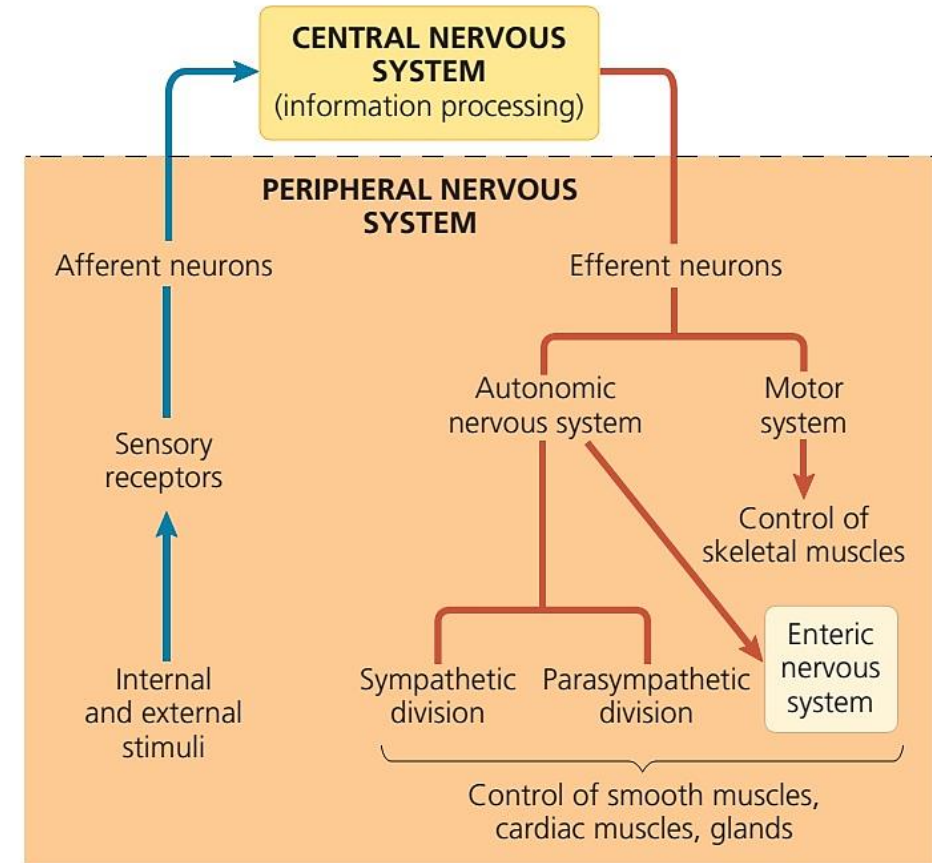 CENTRAL NERVOUS
SYSTEM
(information processing)
PERIPHERAL NERVOUS
SYSTEM
Afferent neurons
Efferent neurons
Autonomic
nervous system
Motor
system
Sensory
receptors
Control of
skeletal muscles
Internal
and external
stimuli
Sympathetic
division
Parasympathetic
division
Enteric
nervous
system
Control of smooth muscles,
cardiac muscles, glands